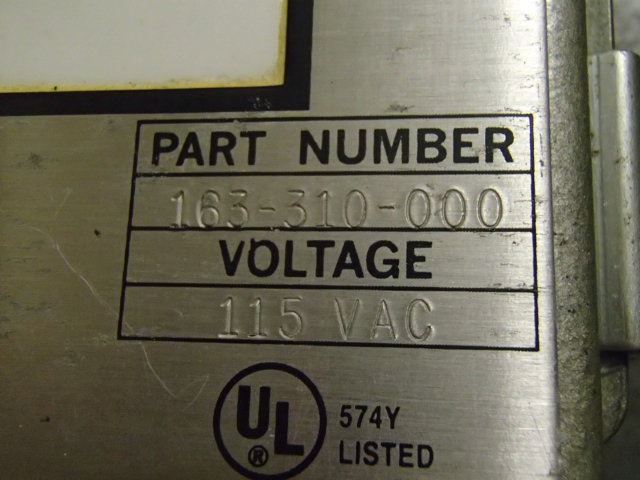 PART NUMBER
163-310-000
VOLTAGE
115 VAC
UL® 574Y
LISTED